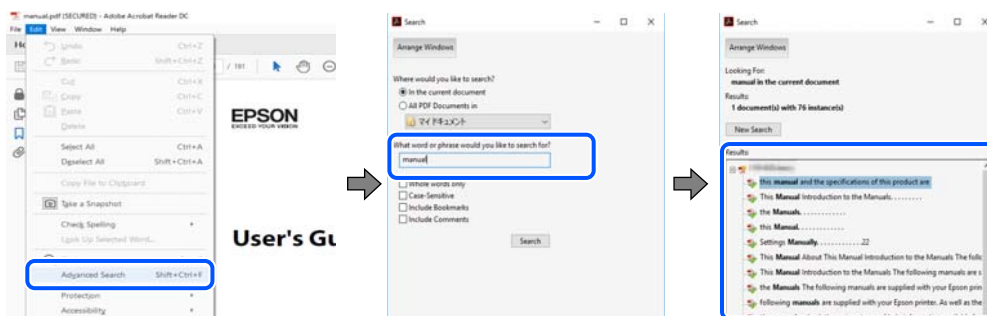 manual.pdf (SECURED) - Adobe Acrobat Reader DC
File Edit View Window Help
Undo Ctrl+Z
Redo Shift+Ctrl+Z
Cut Ctrl+X
Copy Ctrl+C
Paste Ctrl+V
Delete
Select All Ctrl+A
Deselect All Shift+Ctrl+A
Copy File to Clipboard
Take a Snapshot
Check Spelling
Look Up Selected Word...
Advanced Search Shift+Ctrl+F
Protection
Accessibility
/ 181
EPSON
EXCEED YOUR VISION
User's Gu
Search
Arrange Windows
Where would you like to search?
In the current document
All PDF Documents in
マイ ドキュメント
What word or phrase would you like to search for?
manual
Whole words only
Case-Sensitive
Include Bookmarks
Include Comments
Search
Search
Arrange Windows
Looking For:
manual in the current document
Results:
1 document(s) with 76 instance(s)
New Search
Results:
this manual and the specifications of this product are
This Manual Introduction to the Manuals. . . . . . . . .
the Manuals. . . . . . . . . . . . .
this Manual. . . . . . . . . . . . .
Settings Manually. . . . . . . . . . . . .22
This Manual About This Manual Introduction to the Manuals The follo
This Manual Introduction to the Manuals The following manuals are s
the Manuals The following manuals are supplied with your Epson prin
following manuals are supplied with your Epson printer. As well as the